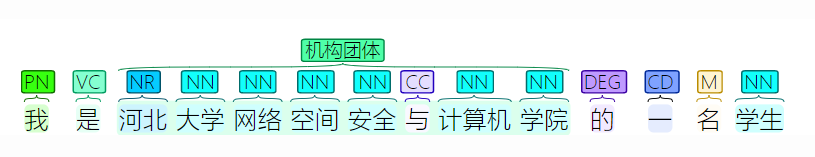 机构团体
PN VC NR NN NN NN NN CC NN NN DEG CD M NN
我 是 河北 大学 网络 空间 安全 与 计算机 学院 的 一 名 学生